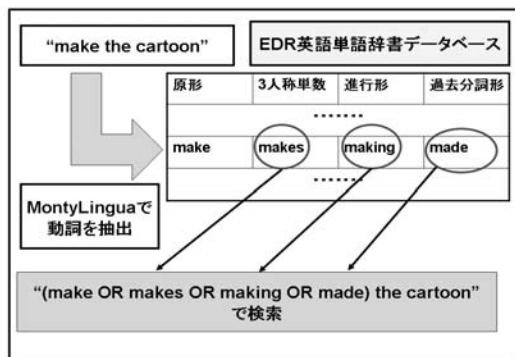 “make the cartoon”
EDR英語単語辞書データベース
原形 3人称単数 進行形 過去分詞形
.......
make makes making made
.......
MontyLinguaで
動詞を抽出
“(make OR makes OR making OR made) the cartoon”
で検索